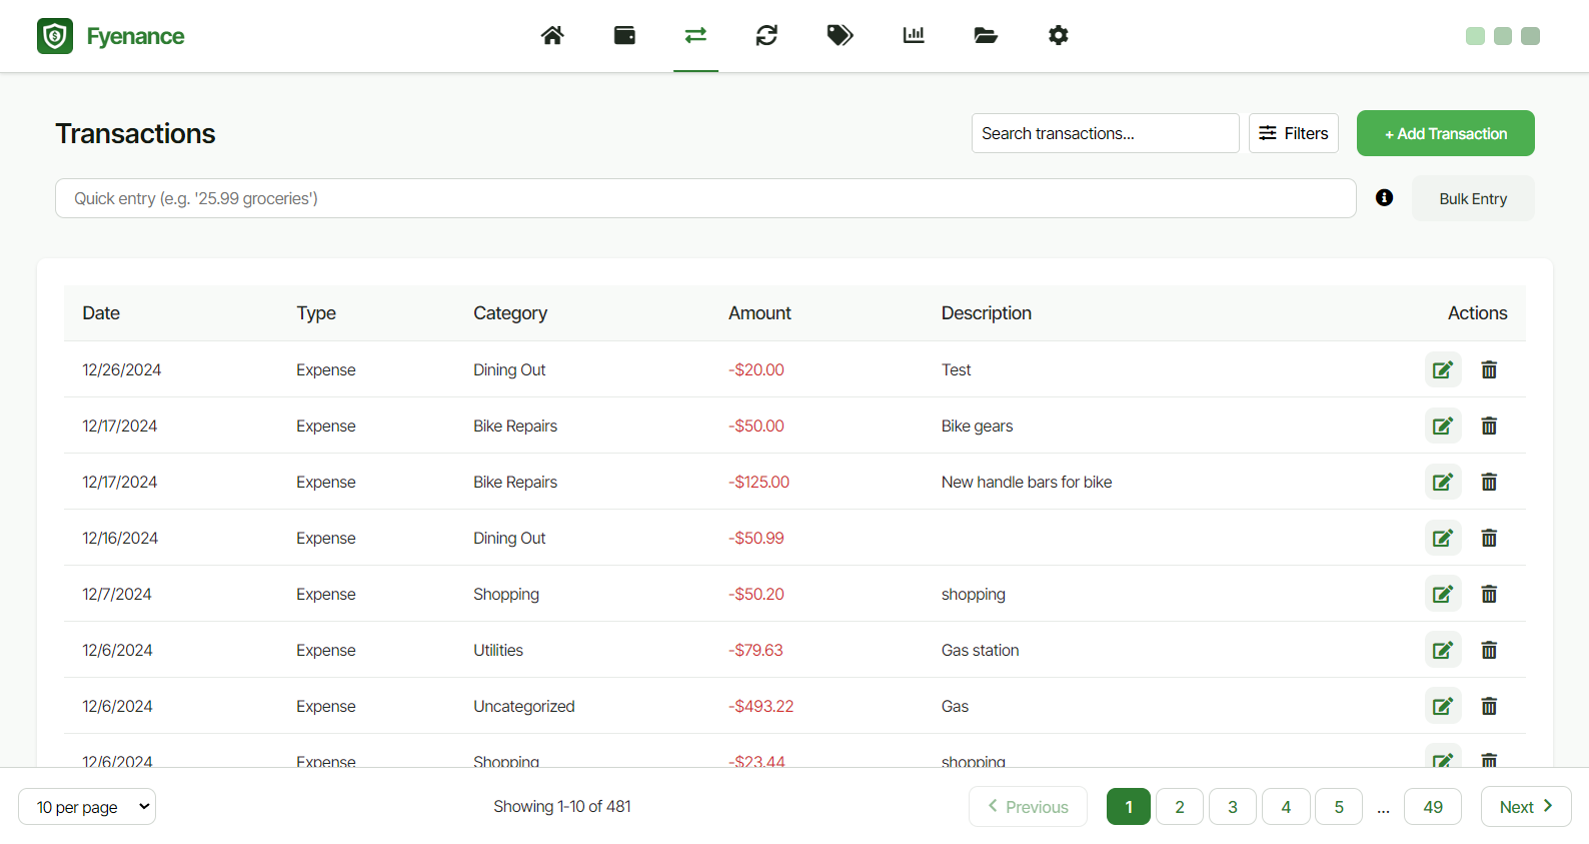 Fyenance
Transactions
Search transactions...
Filters
+ Add Transaction
Quick entry (e.g. '25.99 groceries')
Bulk Entry
Date Type Category Amount Description Actions
12/26/2024 Expense Dining Out -$20.00 Test
12/17/2024 Expense Bike Repairs -$50.00 Bike gears
12/17/2024 Expense Bike Repairs -$125.00 New handle bars for bike
12/16/2024 Expense Dining Out -$50.99
12/7/2024 Expense Shopping -$50.20 shopping
12/6/2024 Expense Utilities -$79.63 Gas station
12/6/2024 Expense Uncategorized -$493.22 Gas
12/6/2024 Expense Shopping -$23.44 shopping
10 per page
Showing 1-10 of 481
Previous 1 2 3 4 5 ... 49 Next